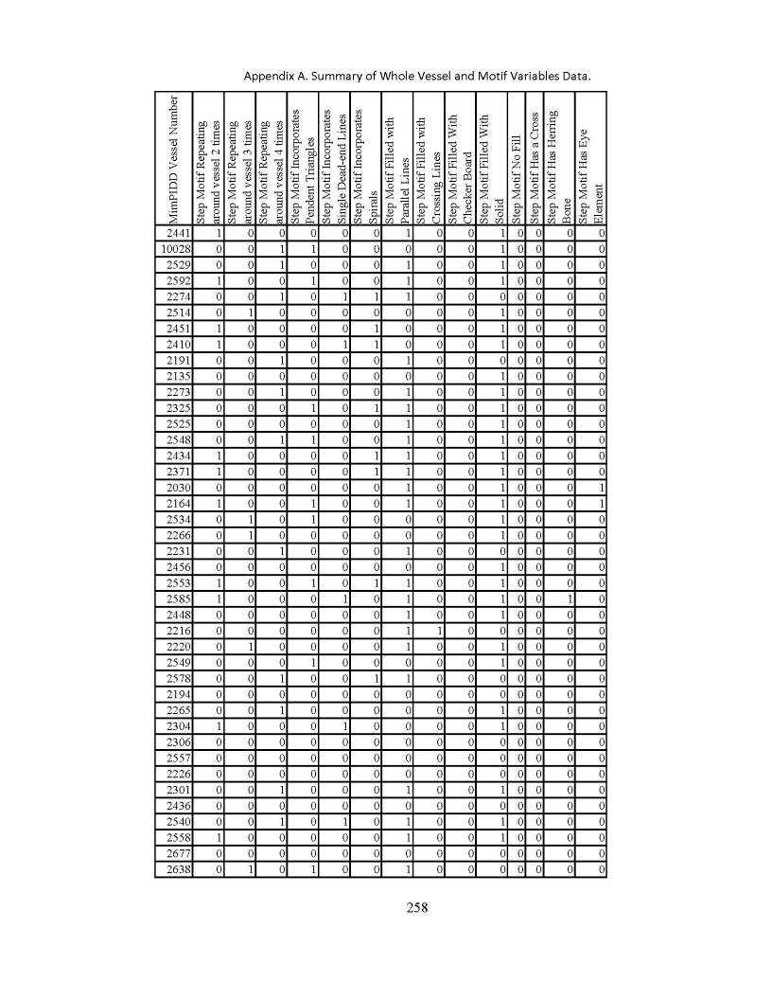 Appendix A. Summary of Whole Vessel and Motif Variables Data.
MimPIDD Vessel Number
Step Motif Repeating
around vessel 2 times
Step Motif Repeating
around vessel 3 times
Step Motif Repeating
around vessel 4 times
Step Motif Incorporates
Pendent Triangles
Step Motif Incorporates
Single Dead-end Lines
Step Motif Incorporates
Spirals
Step Motif Filled with
Parallel Lines
Step Motif Filled with
Crossing Lines
Step Motif Filled With
Checker Board
Step Motif Filled With
Solid
Step Motif No Fill
Step Motif Has a Cross
Step Motif Has Herring
Bone
Step Motif Has Eye
Element
2441 1 0 0 0 0 0 1 0 0 1 0 0 0 0
10028 0 0 1 1 0 0 0 0 0 1 0 0 0 0
2529 0 0 1 0 0 0 1 0 0 1 0 0 0 0
2592 1 0 0 1 0 0 1 0 0 1 0 0 0 0
2274 0 0 1 0 1 1 1 0 0 0 0 0 0 0
2514 0 1 0 0 0 0 0 0 0 1 0 0 0 0
2451 1 0 0 0 0 1 0 0 0 1 0 0 0 0
2410 1 0 0 0 1 1 0 0 0 1 0 0 0 0
2191 0 0 1 0 0 0 1 0 0 0 0 0 0 0
2135 0 0 0 0 0 0 0 0 0 1 0 0 0 0
2273 0 0 1 0 0 0 1 0 0 1 0 0 0 0
2325 0 0 0 1 0 1 1 0 0 1 0 0 0 0
2525 0 0 0 0 0 0 1 0 0 1 0 0 0 0
2548 0 0 1 1 0 0 1 0 0 1 0 0 0 0
2434 1 0 0 0 0 1 1 0 0 1 0 0 0 0
2371 1 0 0 0 0 1 1 0 0 1 0 0 0 0
2030 0 0 0 0 0 0 1 0 0 1 0 0 0 1
2164 1 0 0 1 0 0 1 0 0 1 0 0 0 1
2534 0 1 0 1 0 0 0 0 0 1 0 0 0 0
2266 0 1 0 0 0 0 0 0 0 1 0 0 0 0
2231 0 0 1 0 0 0 1 0 0 0 0 0 0 0
2456 0 0 0 0 0 0 0 0 0 1 0 0 0 0
2553 1 0 0 1 0 1 1 0 0 1 0 0 0 0
2585 1 0 0 0 1 0 1 0 0 1 0 0 1 0
2448 0 0 0 0 0 0 1 0 0 1 0 0 0 0
2216 0 0 0 0 0 0 1 1 0 0 0 0 0 0
2220 0 1 0 0 0 0 1 0 0 1 0 0 0 0
2549 0 0 0 1 0 0 0 0 0 1 0 0 0 0
2578 0 0 1 0 0 1 1 0 0 0 0 0 0 0
2194 0 0 0 0 0 0 0 0 0 0 0 0 0 0
2265 0 0 1 0 0 0 0 0 0 1 0 0 0 0
2304 1 0 0 0 1 0 0 0 0 1 0 0 0 0
2306 0 0 0 0 0 0 0 0 0 0 0 0 0 0
2557 0 0 0 0 0 0 0 0 0 0 0 0 0 0
2226 0 0 0 0 0 0 0 0 0 0 0 0 0 0
2301 0 0 1 0 0 0 1 0 0 1 0 0 0 0
2436 0 0 0 0 0 0 0 0 0 0 0 0 0 0
2540 0 0 1 0 1 0 1 0 0 1 0 0 0 0
2558 1 0 0 0 0 0 1 0 0 1 0 0 0 0
2677 0 0 0 0 0 0 0 0 0 0 0 0 0 0
2638 0 1 0 1 0 0 1 0 0 0 0 0 0 0
258